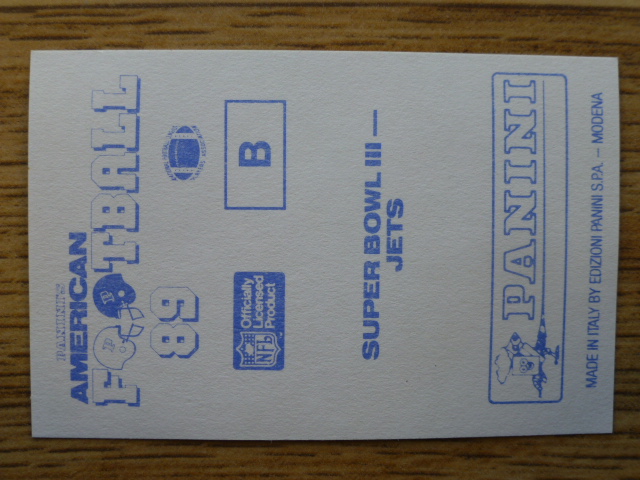 PANINI'S
AMERICAN
FOOTBALL
89
B
Officially
Licensed
Product
NFL
SUPER BOWL III —
JETS
PANINI
MADE IN ITALY BY EDIZIONI PANINI S.P.A. – MODENA